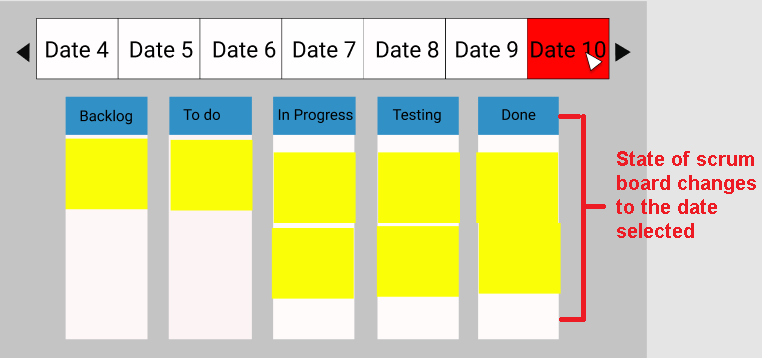 Date 4 Date 5 Date 6 Date 7 Date 8 Date 9 Date 10
Backlog To do In Progress Testing Done
State of scrum
board changes
to the date
selected